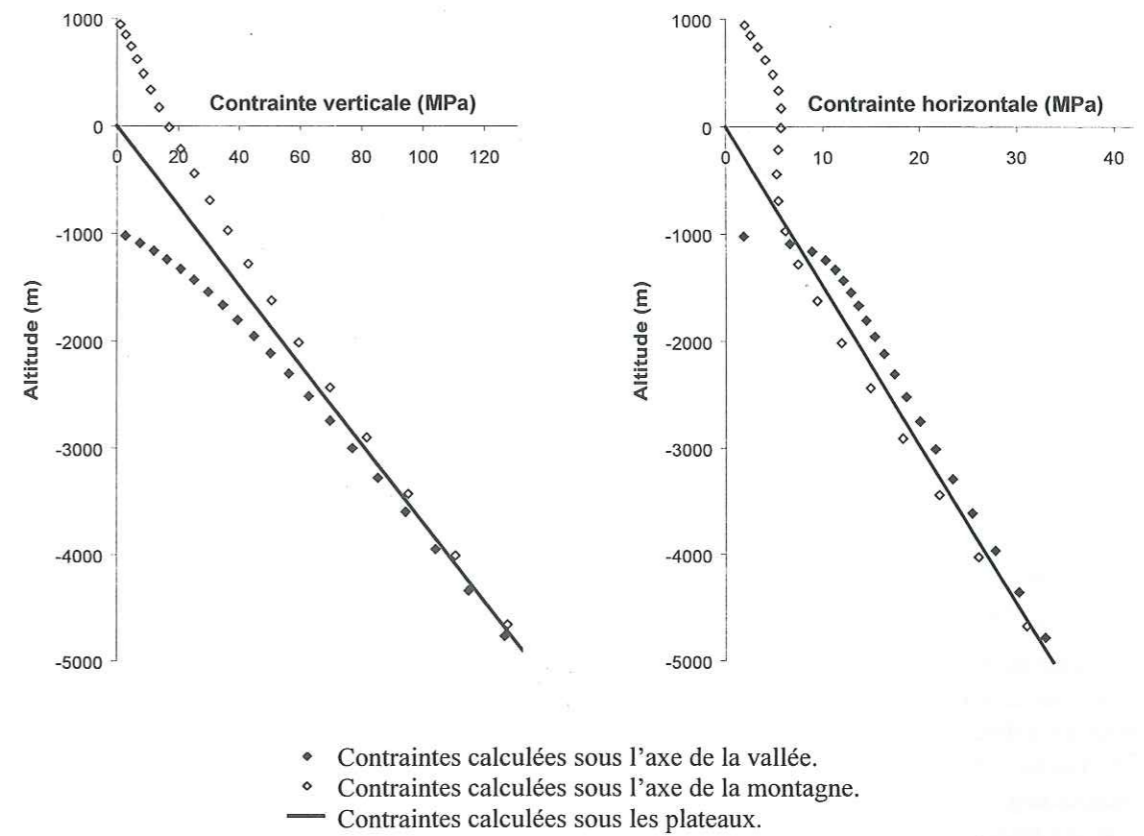 1000
Contrainte verticale (MPa)
0
0 20 40 60 80 100 120
-1000
-2000
-3000
-4000
-5000
Altitude (m)
1000
Contrainte horizontale (MPa)
0
0 10 20 30 40
-1000
-2000
-3000
-4000
-5000
Altitude (m)
Contraintes calculées sous l'axe de la vallée.
Contraintes calculées sous l'axe de la montagne.
Contraintes calculées sous les plateaux.